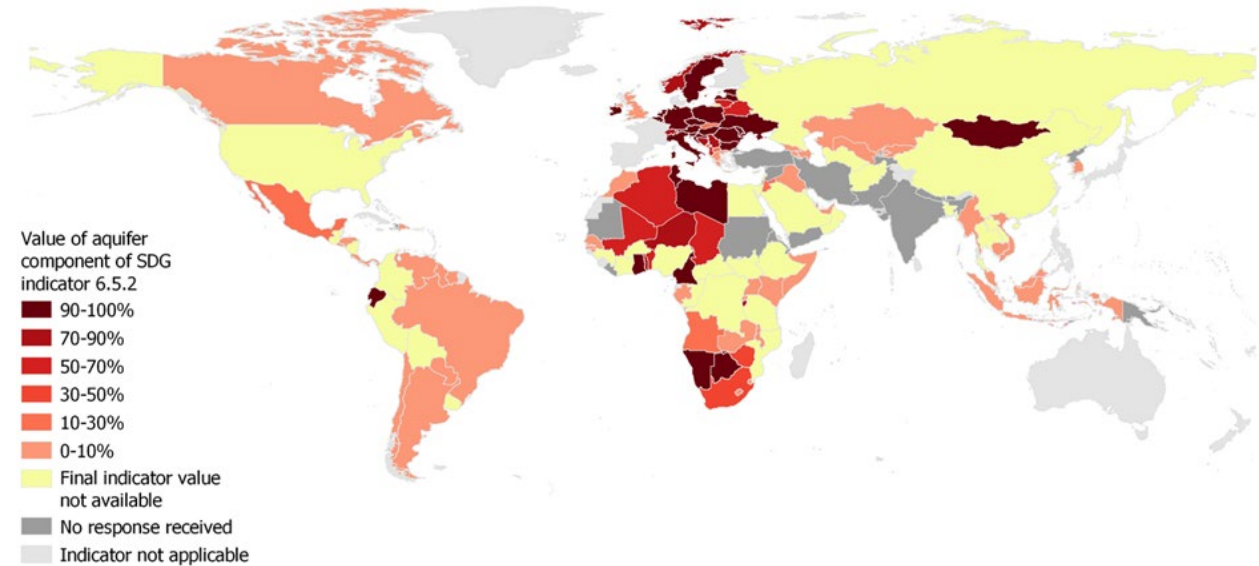 Value of aquifer
component of SDG
indicator 6.5.2
90-100%
70-90%
50-70%
30-50%
10-30%
0-10%
Final indicator value
not available
No response received
Indicator not applicable